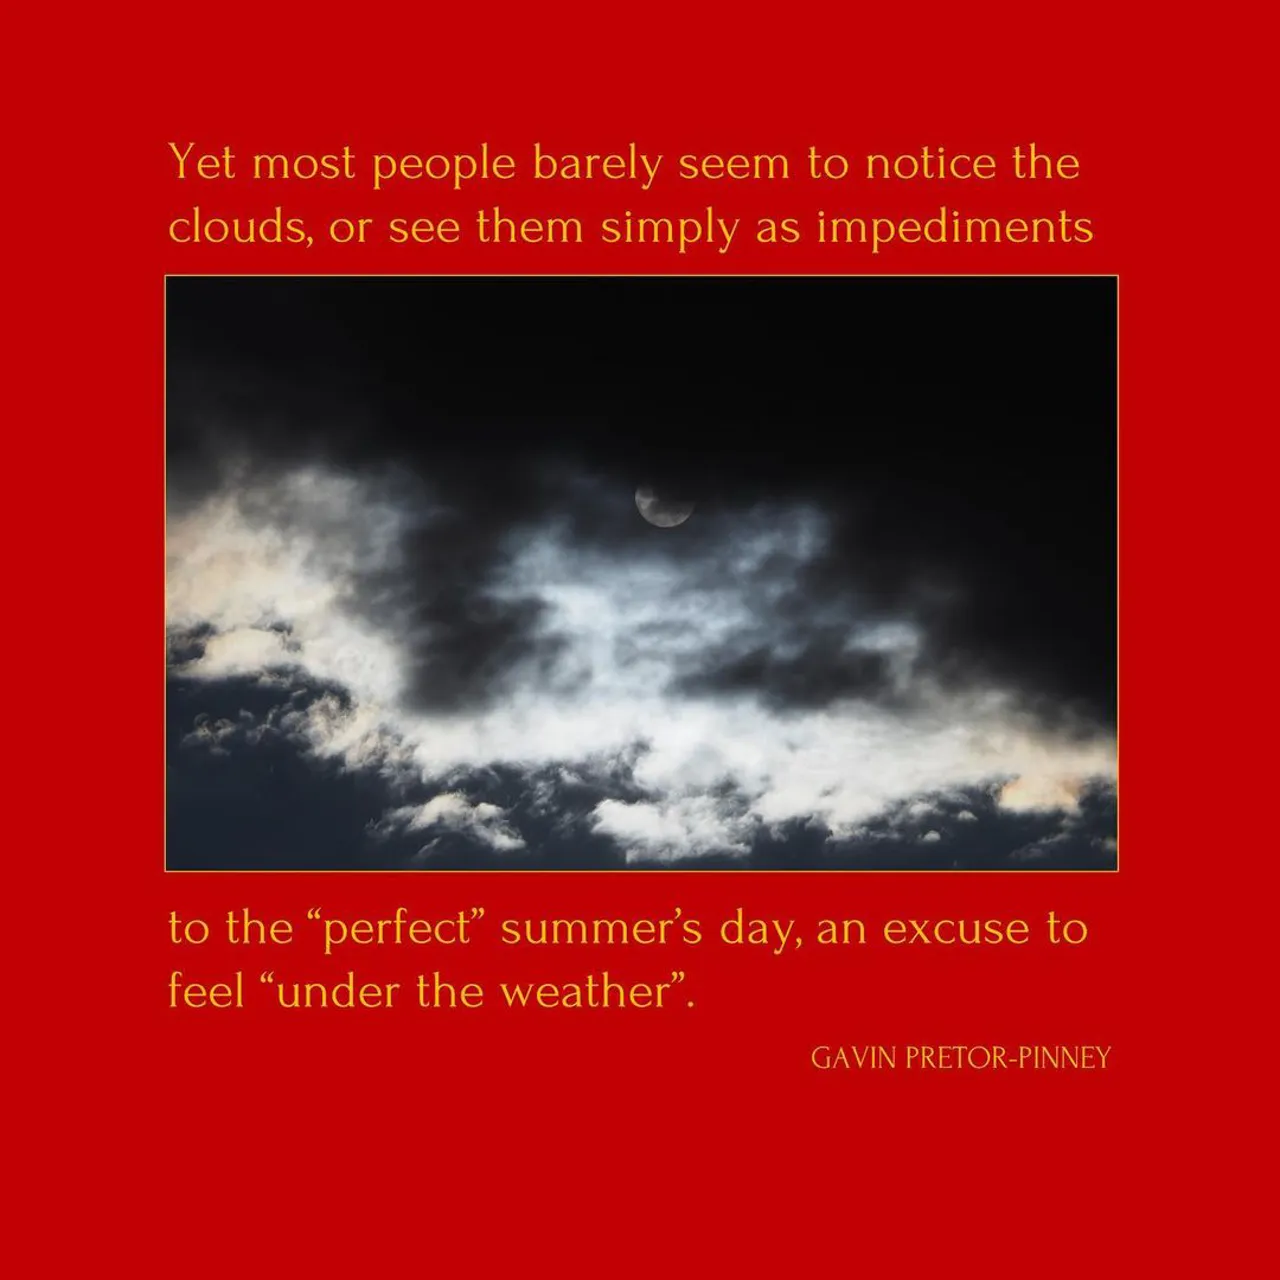 Yet most people barely seem to notice the
clouds, or see them simply as impediments
to the “perfect” summer’s day, an excuse to
feel “under the weather”.
GAVIN PRETOR-PINNEY